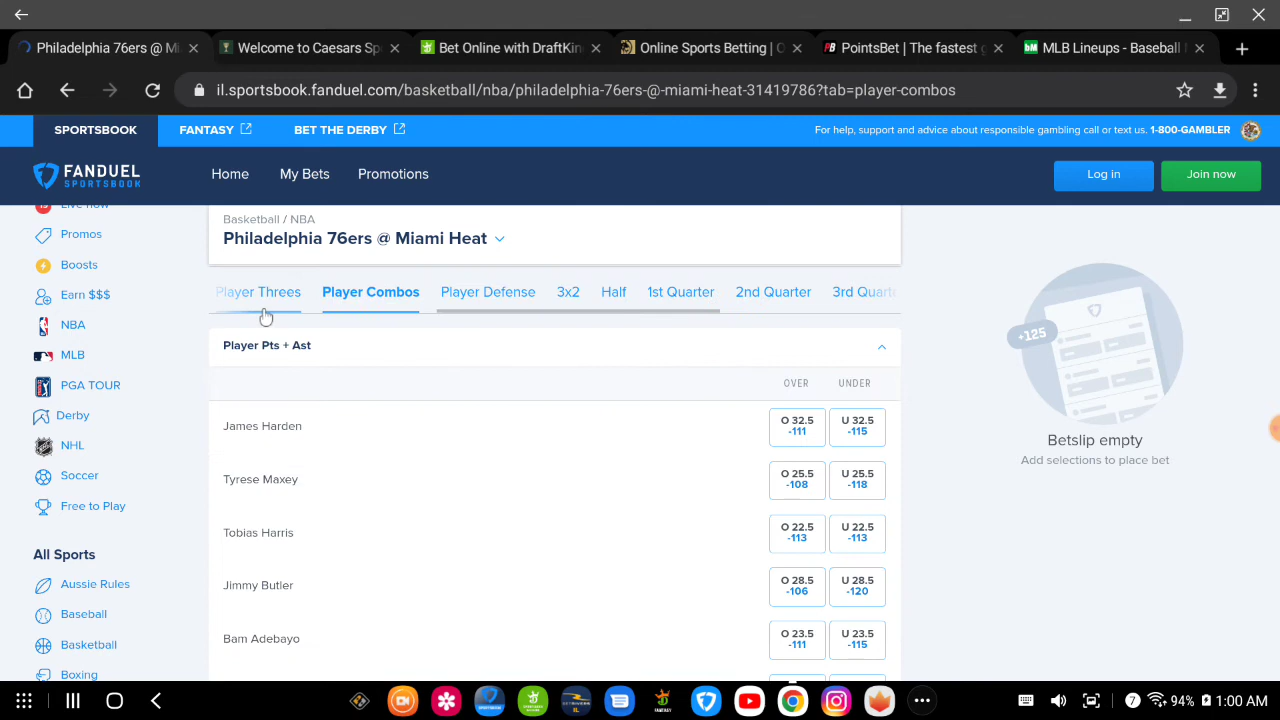 Philadelphia 76ers @ Mi
Welcome to Caesars Sp
Bet Online with DraftKin
Online Sports Betting | O
PointsBet | The fastest g
MLB Lineups - Baseball
il.sportsbook.fanduel.com/basketball/nba/philadelphia-76ers-@-miami-heat-31419786?tab=player-combos
SPORTSBOOK
FANTASY
BET THE DERBY
For help, support and advice about responsible gambling call or text us. 1-800-GAMBLER
FANDUEL
SPORTSBOOK
Home
My Bets
Promotions
Log in
Join now
Live now
Promos
Boosts
Earn $$$
NBA
MLB
PGA TOUR
Derby
NHL
Soccer
Free to Play
All Sports
Aussie Rules
Baseball
Basketball
Boxing
Basketball / NBA
Philadelphia 76ers @ Miami Heat
Player Threes
Player Combos
Player Defense
3x2
Half
1st Quarter
2nd Quarter
3rd Quarte
Player Pts + Ast
OVER UNDER
James Harden O 32.5 U 32.5
-111 -115
Tyrese Maxey O 25.5 U 25.5
-108 -118
Tobias Harris O 22.5 U 22.5
-113 -113
Jimmy Butler O 28.5 U 28.5
-106 -120
Bam Adebayo O 23.5 U 23.5
-111 -115
+125
Betslip empty
Add selections to place bet
7
94%
1:00 AM